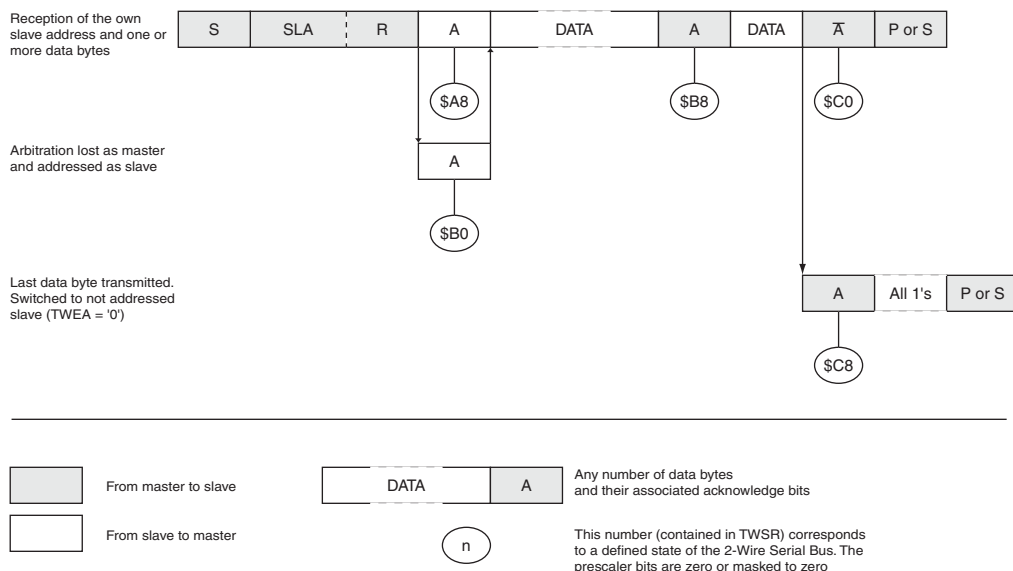 Reception of the own
slave address and one or
more data bytes
S SLA R A DATA A DATA A̅ P or S
$A8 $B8 $C0
Arbitration lost as master
and addressed as slave
A
$B0
Last data byte transmitted.
Switched to not addressed
slave (TWEA = '0')
A All 1's P or S
$C8
From master to slave
DATA A
Any number of data bytes
and their associated acknowledge bits
From slave to master
n
This number (contained in TWSR) corresponds
to a defined state of the 2-Wire Serial Bus. The
prescaler bits are zero or masked to zero